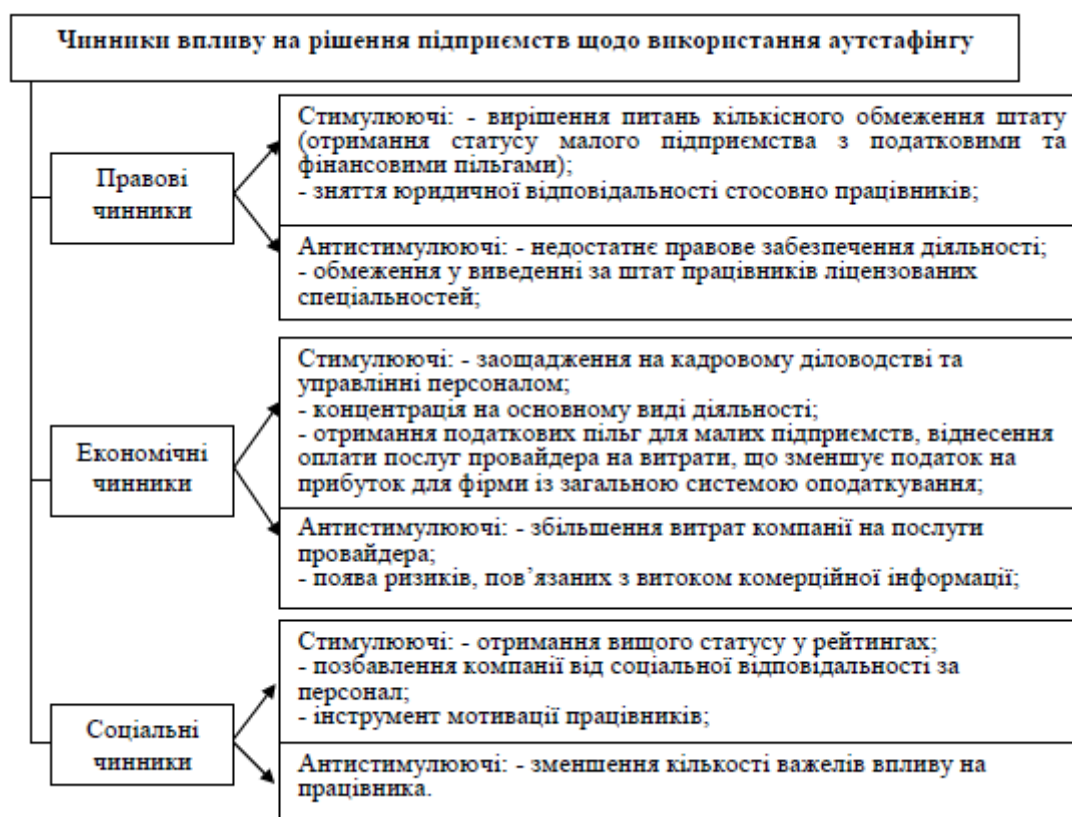 Чинники впливу на рішення підприємств щодо використання аутстафінгу
Правові
чинники
Стимулюючі: - вирішення питань кількісного обмеження штату
(отримання статусу малого підприємства з податковими та
фінансовими пільгами);
- зняття юридичної відповідальності стосовно працівників;
Антистимулюючі: - недостатнє правове забезпечення діяльності;
- обмеження у виведенні за штат працівників ліцензованих
спеціальностей;
Економічні
чинники
Стимулюючі: - заощадження на кадровому діловодстві та
управлінні персоналом;
- концентрація на основному виді діяльності;
- отримання податкових пільг для малих підприємств, віднесення
оплати послуг провайдера на витрати, що зменшує податок на
прибуток для фірми із загальною системою оподаткування;
Антистимулюючі: - збільшення витрат компанії на послуги
провайдера;
- поява ризиків, пов’язаних з витоком комерційної інформації;
Соціальні
чинники
Стимулюючі: - отримання вищого статусу у рейтингах;
- позбавлення компанії від соціальної відповідальності за
персонал;
- інструмент мотивації працівників;
Антистимулюючі: - зменшення кількості важелів впливу на
працівника.